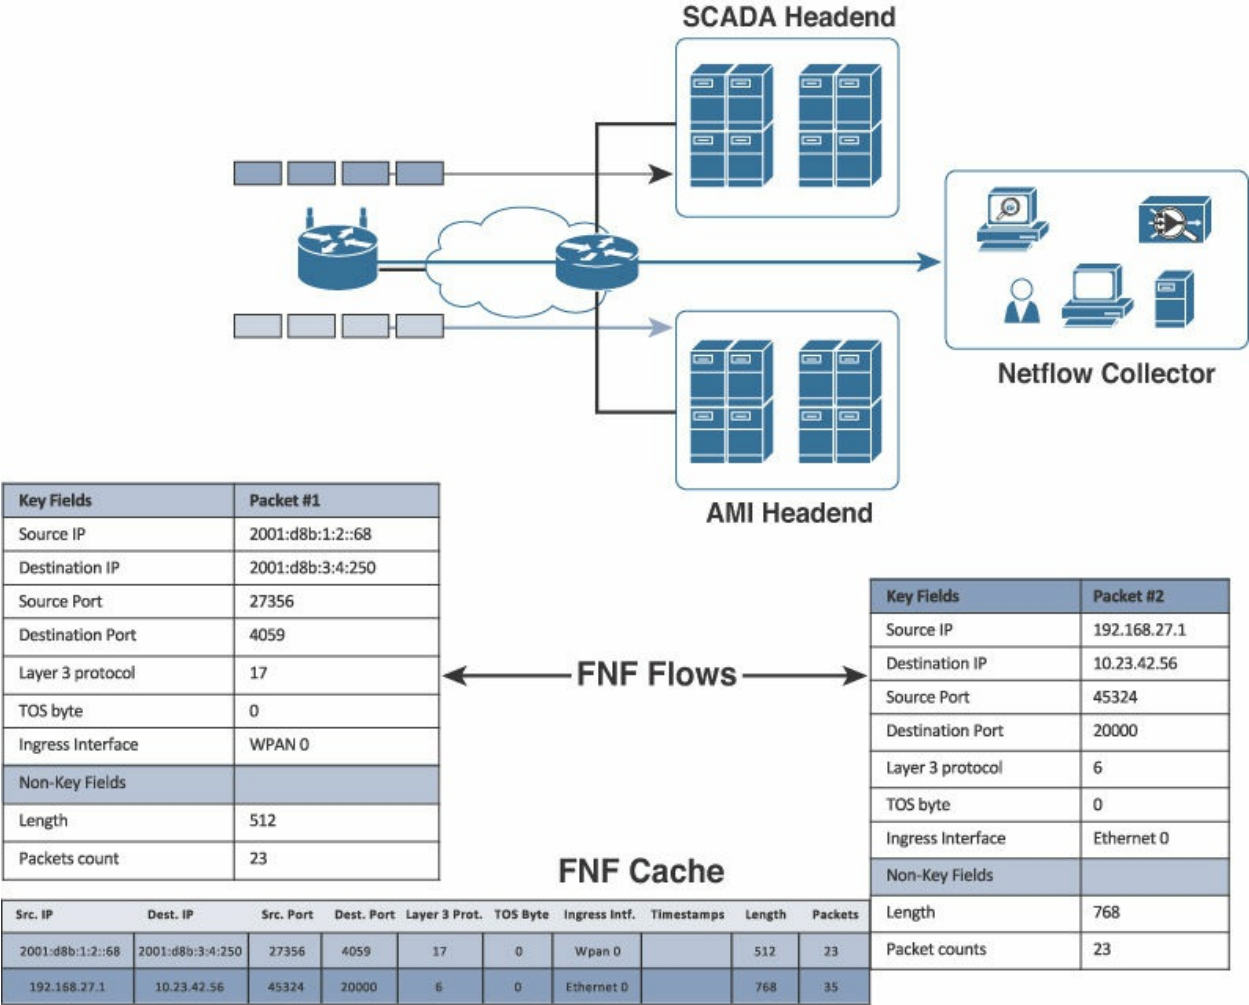 SCADA Headend
Netflow Collector
AMI Headend
Key Fields Packet #1
Source IP 2001:d8b:1:2::68
Destination IP 2001:d8b:3:4:250
Source Port 27356
Destination Port 4059
Layer 3 protocol 17
TOS byte 0
Ingress Interface WPAN 0
Non-Key Fields
Length 512
Packets count 23
FNF Flows
Key Fields Packet #2
Source IP 192.168.27.1
Destination IP 10.23.42.56
Source Port 45324
Destination Port 20000
Layer 3 protocol 6
TOS byte 0
Ingress Interface Ethernet 0
Non-Key Fields
Length 768
Packet counts 23
FNF Cache
Src. IP Dest. IP Src. Port Dest. Port Layer 3 Prot. TOS Byte Ingress Intf. Timestamps Length Packets
2001:d8b:1:2::68 2001:d8b:3:4:250 27356 4059 17 0 Wpan 0 512 23
192.168.27.1 10.23.42.56 45324 20000 6 0 Ethernet 0 768 35